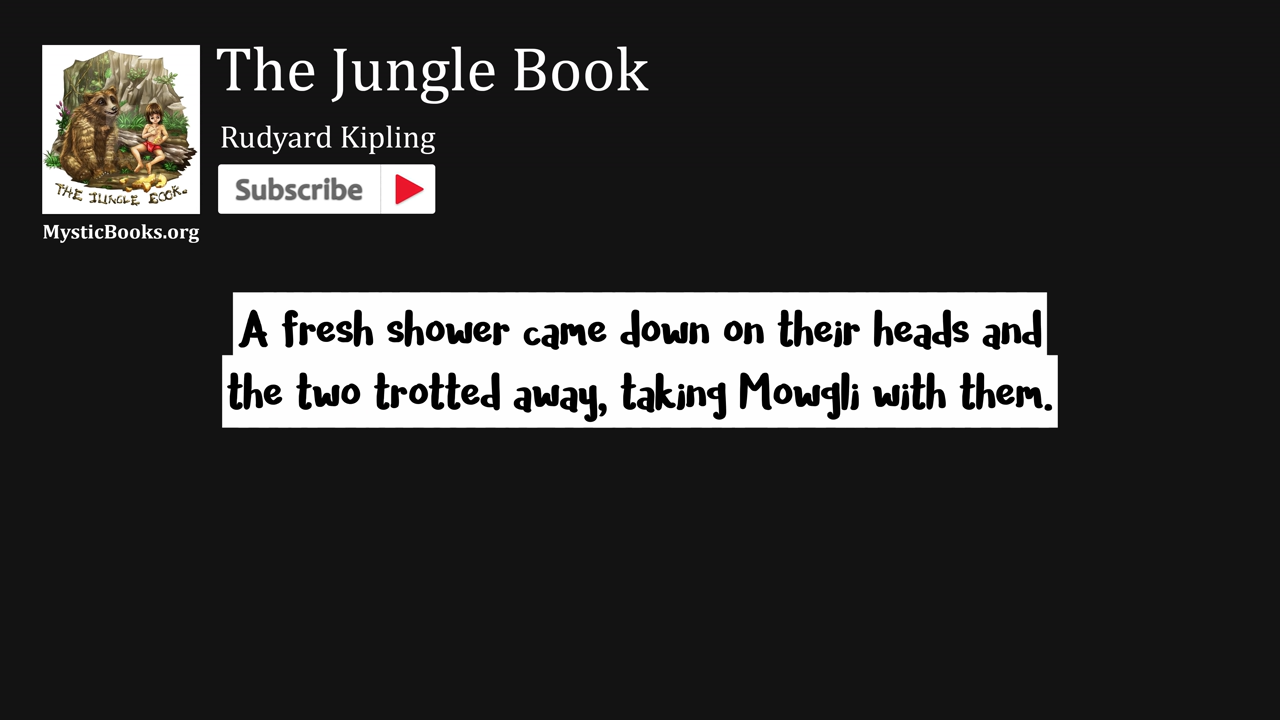 The Jungle Book
Rudyard Kipling
Subscribe
THE JUNGLE BOOK.
MysticBooks.org
A fresh shower came down on their heads and
the two trotted away, taking Mowgli with them.